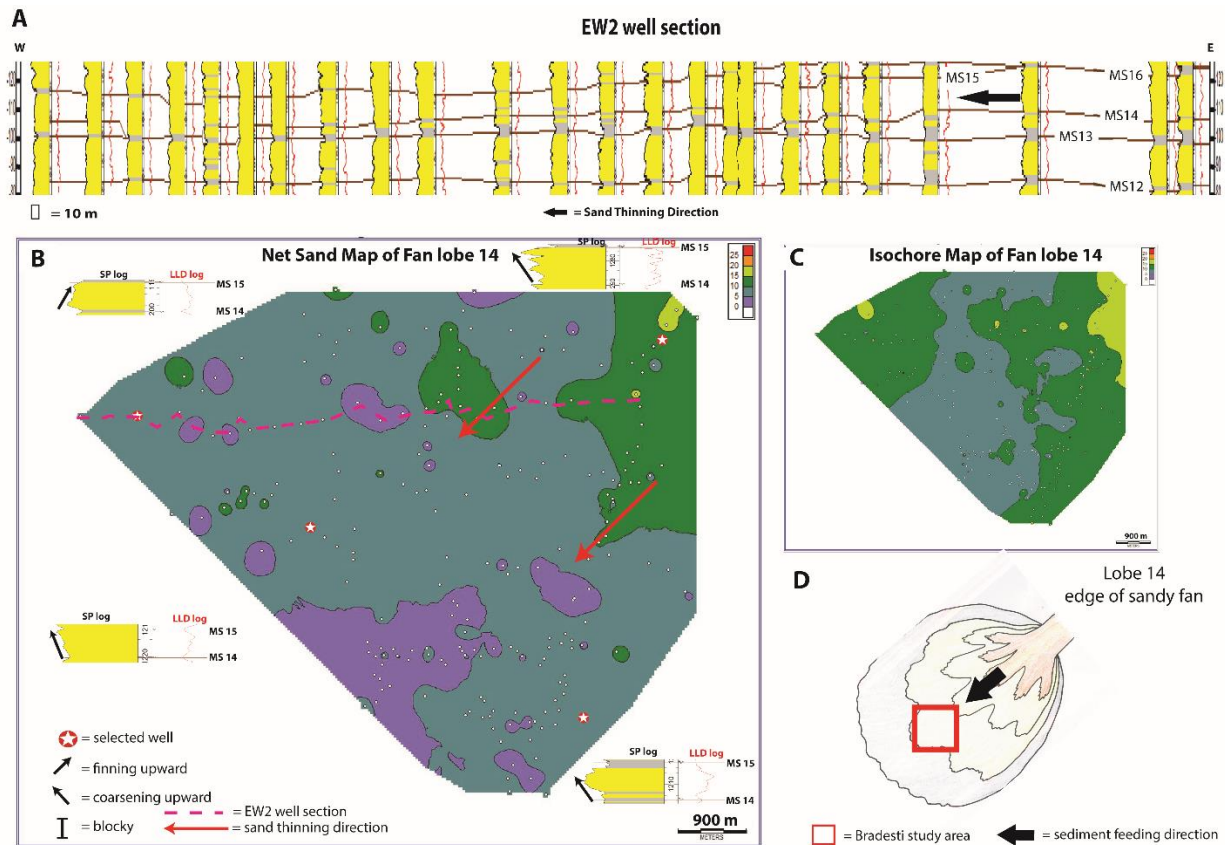 A
EW2 well section
W
E
MS15
MS16
MS14
MS13
MS12
= 10 m
= Sand Thinning Direction
B
Net Sand Map of Fan lobe 14
SP log
LLD log
MS 15
MS 14
SP log
LLD log
MS 15
MS 14
25
20
15
10
5
0
SP log
LLD log
MS 15
MS 14
SP log
LLD log
MS 15
MS 14
= selected well
= finning upward
= coarsening upward
= blocky
= EW2 well section
= sand thinning direction
900 m
METERS
C
Isochore Map of Fan lobe 14
900 m
METERS
D
Lobe 14
edge of sandy fan
= Bradesti study area
= sediment feeding direction